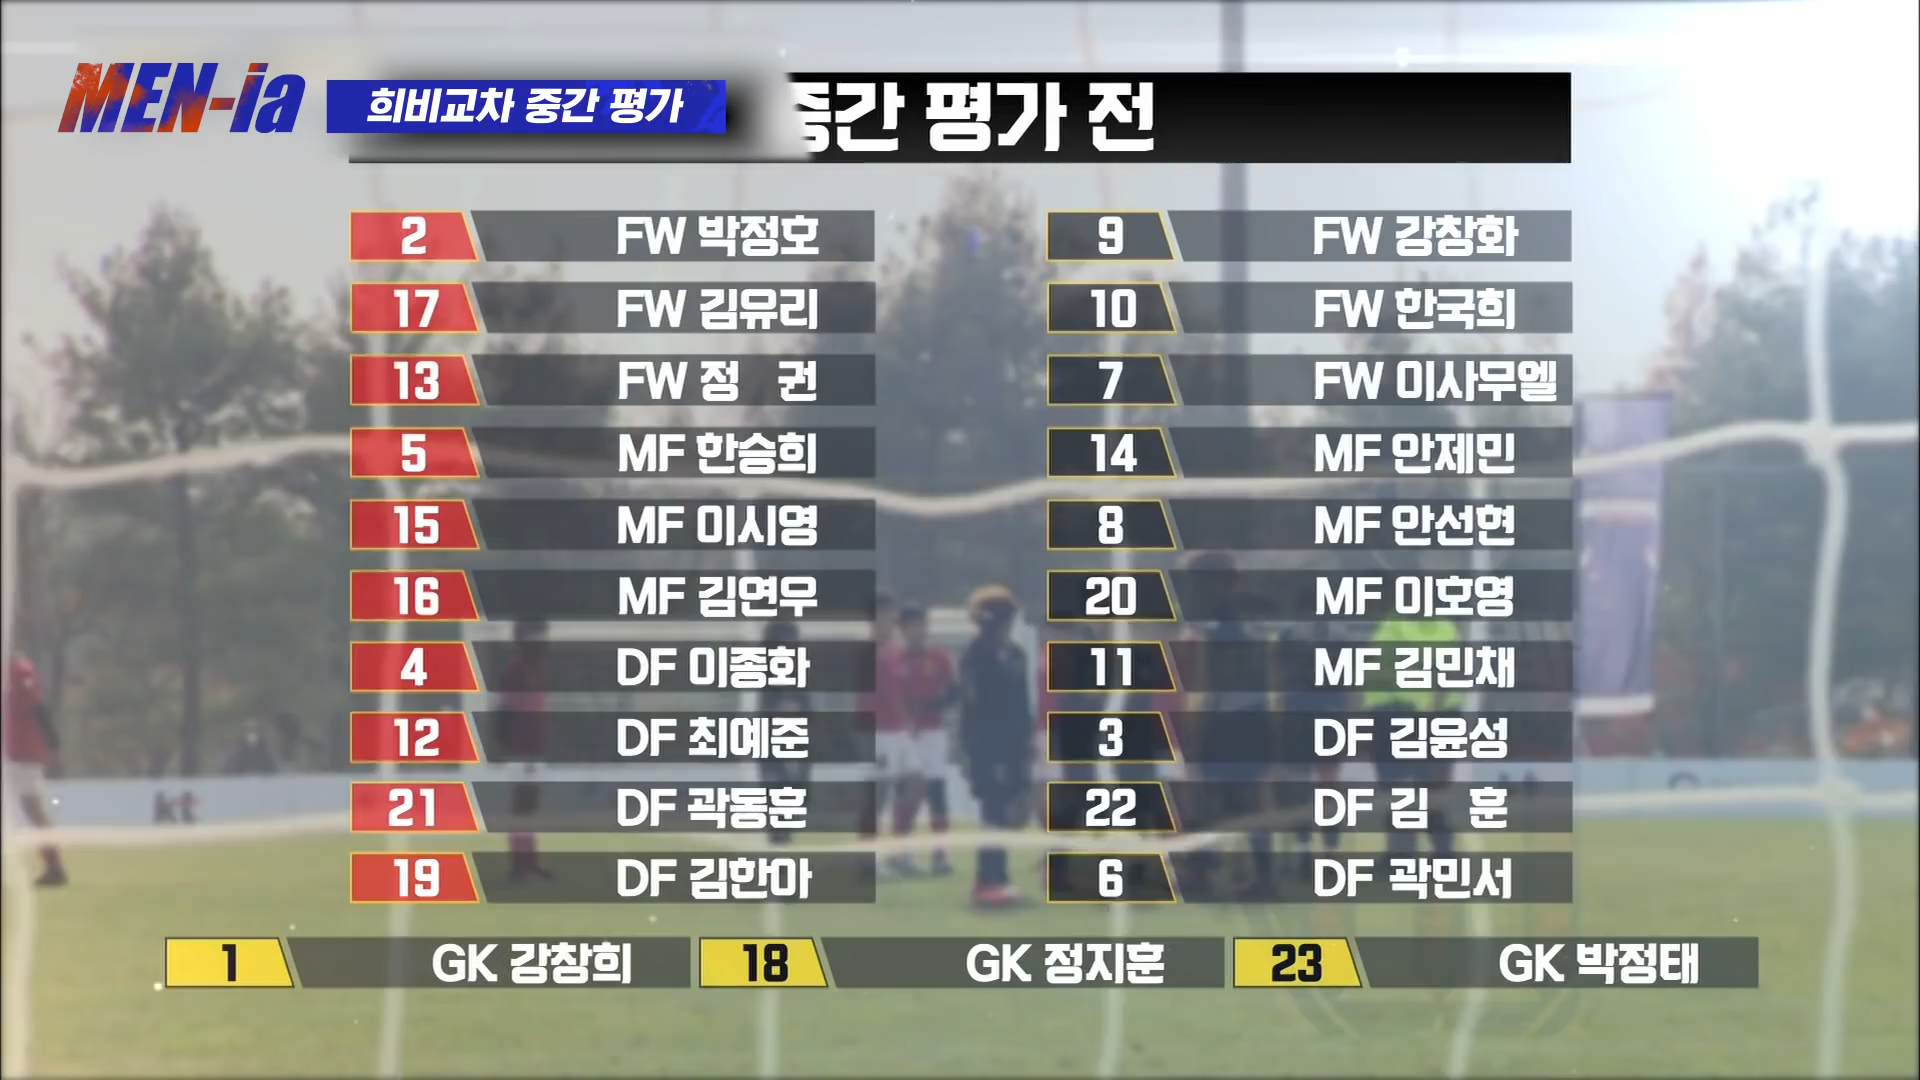 MEN-ia
희비교차 중간 평가
중간 평가 전
2 FW 박정호
17 FW 김유리
13 FW 정 권
5 MF 한승희
15 MF 이시영
16 MF 김연우
4 DF 이종화
12 DF 최예준
21 DF 곽동훈
19 DF 김한아
9 FW 강창화
10 FW 한국희
7 FW 이사무엘
14 MF 안제민
8 MF 안선현
20 MF 이호영
11 MF 김민채
3 DF 김윤성
22 DF 김 훈
6 DF 곽민서
1 GK 강창희
18 GK 정지훈
23 GK 박정태
kt